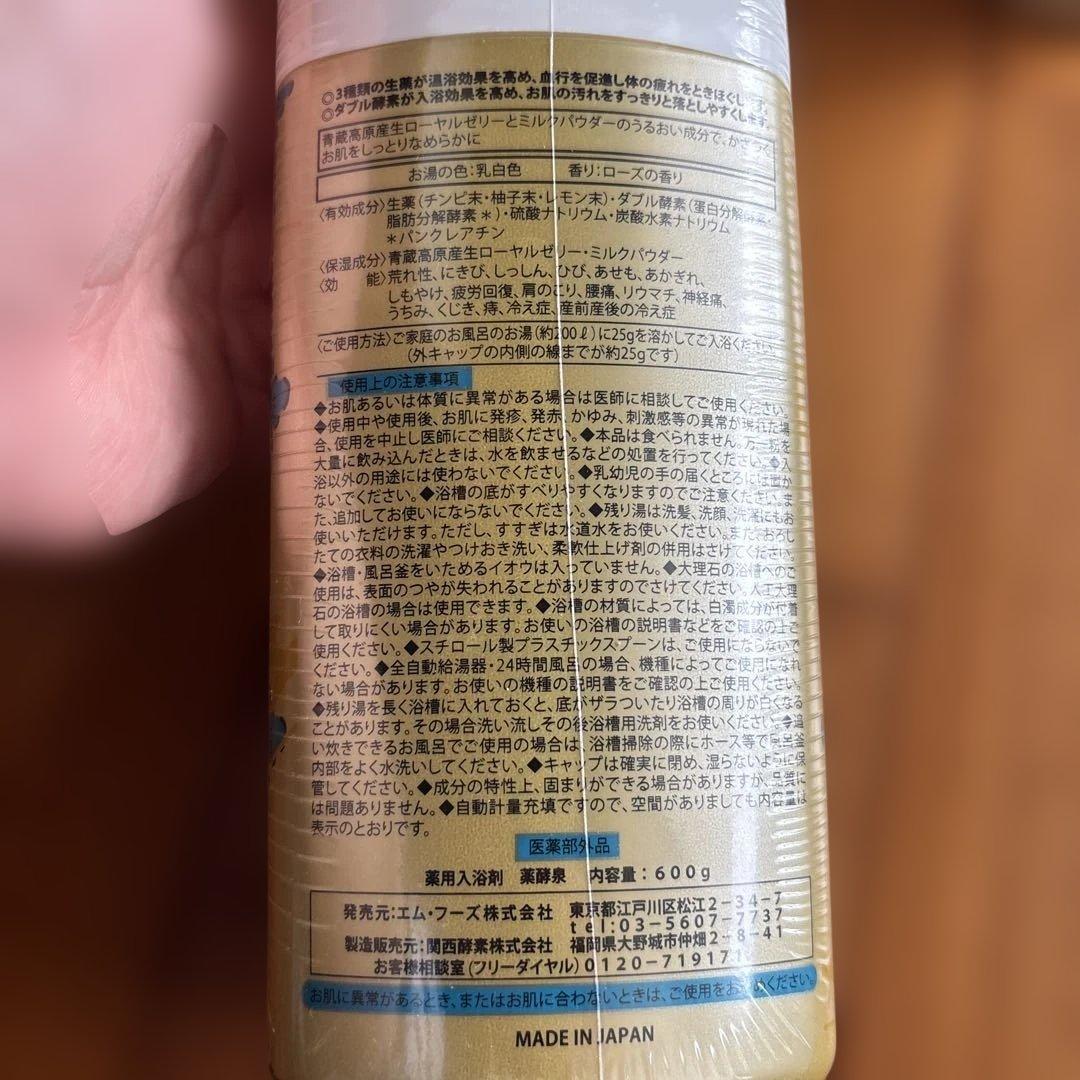 ◎3種類の生薬が温浴効果を高め、血行を促進し体の疲れをときほぐします。
◎ダブル酵素が入浴効果を高め、お肌の汚れをすっきりと落としやすくします。
青蔵高原産生ローヤルゼリーとミルクパウダーのうるおい成分で、かさつく
お肌をしっとりなめらかに
お湯の色：乳白色 香り：ローズの香り
〈有効成分〉生薬（チンピ末・柚子末・レモン末）・ダブル酵素（蛋白分解酵素・
脂肪分解酵素＊）・硫酸ナトリウム・炭酸水素ナトリウム
＊パンクレアチン
〈保湿成分〉青蔵高原産生ローヤルゼリー・ミルクパウダー
〈効 能〉荒れ性、にきび、しっしん、ひび、あせも、あかぎれ、
しもやけ、疲労回復、肩のこり、腰痛、リウマチ、神経痛、
うちみ、くじき、痔、冷え症、産前産後の冷え症
〈ご使用方法〉ご家庭のお風呂のお湯（約200ℓ）に25gを溶かしてご入浴ください。
（外キャップの内側の線までが約25gです）
使用上の注意事項
◆お肌あるいは体質に異常がある場合は医師に相談してご使用ください。
◆使用中や使用後、お肌に発疹、発赤、かゆみ、刺激感等の異常が現れた場
合、使用を中止し医師にご相談ください。◆本品は食べられません。万一粉を
大量に飲み込んだときは、水を飲ませるなどの処置を行ってください。◆入
浴以外の用途には使わないでください。◆乳幼児の手の届くところには置か
ないでください。◆浴槽の底がすべりやすくなりますのでご注意ください。ま
た、追加してお使いにならないでください。◆残り湯は洗髪、洗顔、洗濯にもお
使いいただけます。ただし、すすぎは水道水をお使いください。また、おろし
たての衣料の洗濯やつけおき洗い、柔軟仕上げ剤の併用はさけてください。
◆浴槽・風呂釜をいためるイオウは入っていません。◆大理石の浴槽へのご
使用は、表面のつやが失われることがありますのでさけてください。人工大理
石の浴槽の場合は使用できます。◆浴槽の材質によっては、白濁成分が付着
して取りにくい場合があります。お使いの浴槽の説明書などをご確認の上ご
使用ください。◆スチロール製プラスチックスプーンは、ご使用にならないで
ください。◆全自動給湯器・24時間風呂の場合、機種によってご使用になれ
ない場合があります。お使いの機種の説明書をご確認の上ご使用ください。
◆残り湯を長く浴槽に入れておくと、底がザラついたり浴槽の周りが白くなる
ことがあります。その場合洗い流しその後浴槽用洗剤をお使いください。◆追
い炊きできるお風呂でご使用の場合は、浴槽掃除の際にホース等で風呂釜
内部をよく水洗いしてください。◆キャップは確実に閉め、湿らないように保
管してください。◆成分の特性上、固まりができる場合がありますが、品質に
は問題ありません。◆自動計量充填ですので、空間がありましても内容量は
表示のとおりです。
医薬部外品
薬用入浴剤 薬酵泉 内容量：600g
発売元：エム・フーズ株式会社 東京都江戸川区松江2-34-7
tel:03-5607-7737
製造販売元：関西酵素株式会社 福岡県大野城市仲畑2-8-41
お客様相談室（フリーダイヤル）
お肌に異常があるとき、またはお肌に合わないときは、ご使用をおやめください。
MADE IN JAPAN